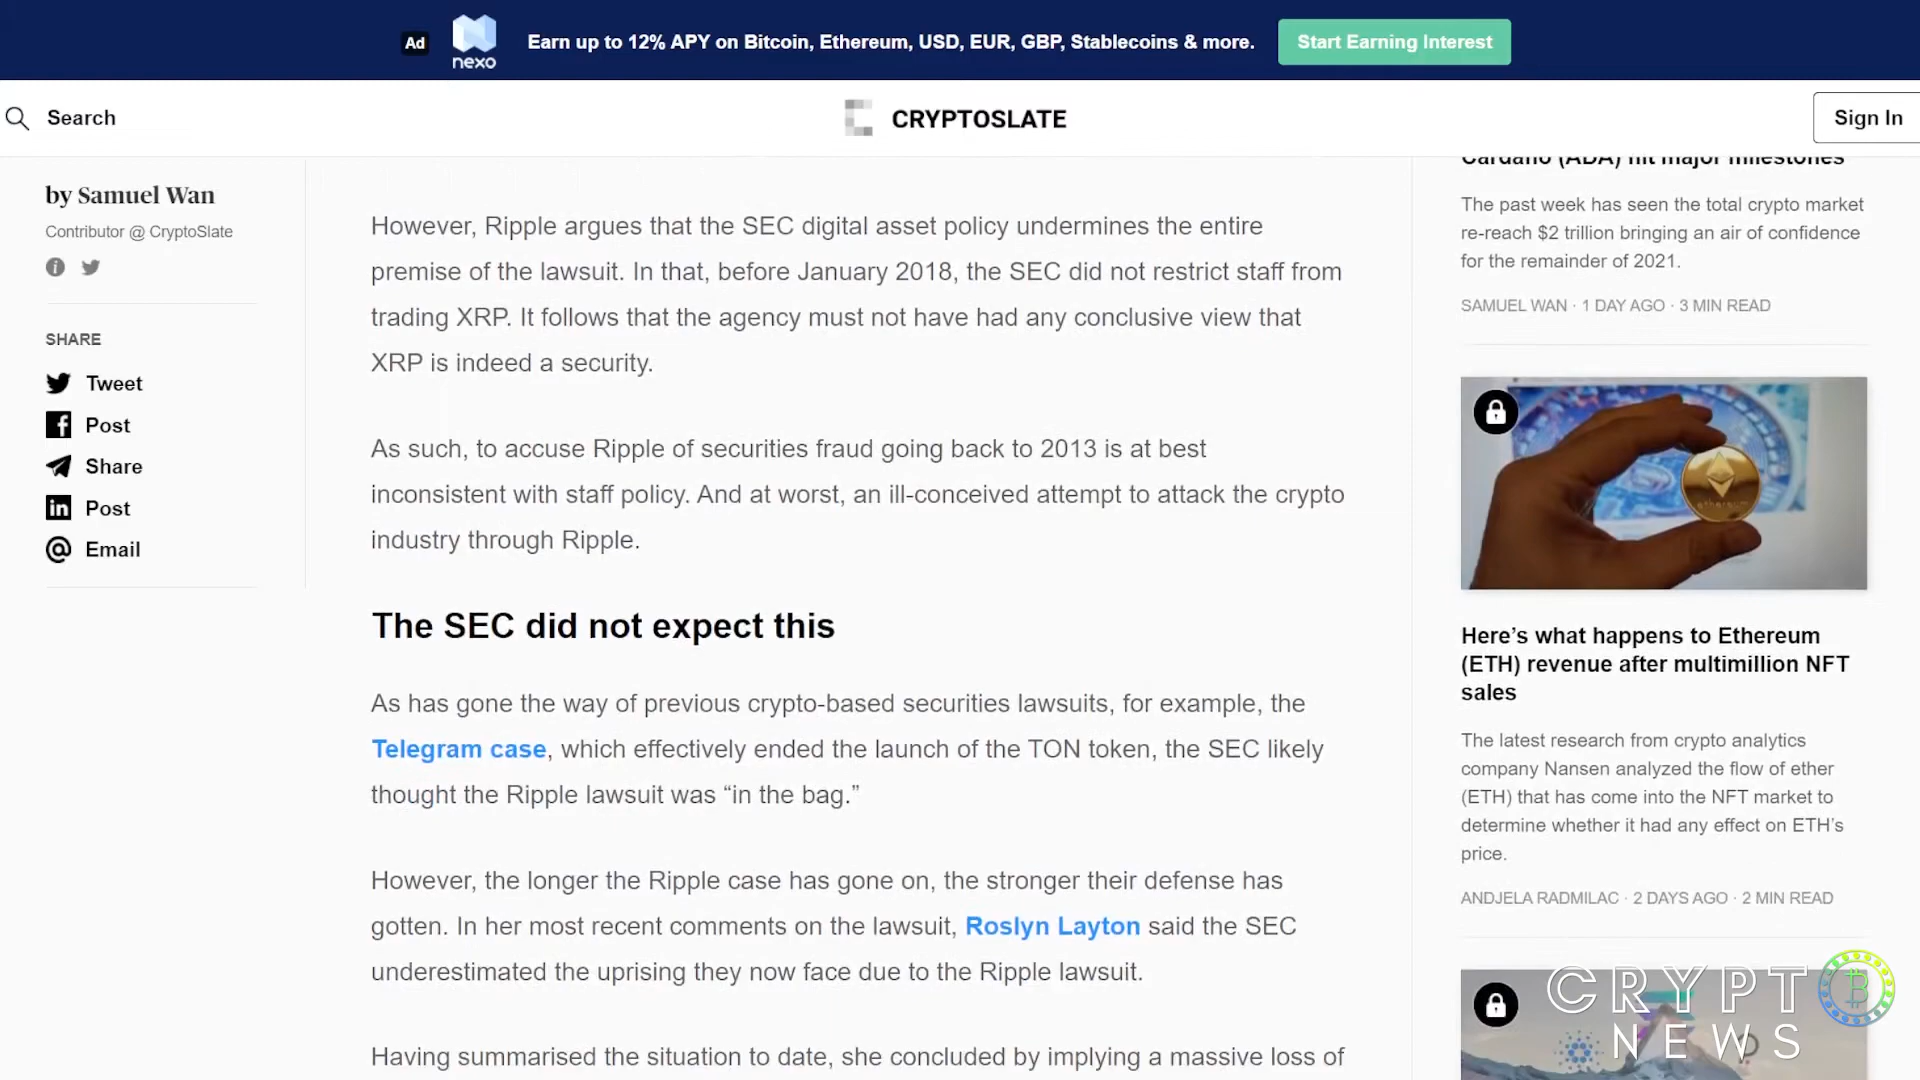 Ad
nexo
Earn up to 12% APY on Bitcoin, Ethereum, USD, EUR, GBP, Stablecoins & more.
Start Earning Interest
Search
CRYPTOSLATE
Sign In
by Samuel Wan
Contributor @ CryptoSlate
SHARE
Tweet
Post
Share
Post
Email
However, Ripple argues that the SEC digital asset policy undermines the entire
premise of the lawsuit. In that, before January 2018, the SEC did not restrict staff from
trading XRP. It follows that the agency must not have had any conclusive view that
XRP is indeed a security.
As such, to accuse Ripple of securities fraud going back to 2013 is at best
inconsistent with staff policy. And at worst, an ill-conceived attempt to attack the crypto
industry through Ripple.
The SEC did not expect this
As has gone the way of previous crypto-based securities lawsuits, for example, the
Telegram case, which effectively ended the launch of the TON token, the SEC likely
thought the Ripple lawsuit was “in the bag.”
However, the longer the Ripple case has gone on, the stronger their defense has
gotten. In her most recent comments on the lawsuit, Roslyn Layton said the SEC
underestimated the uprising they now face due to the Ripple lawsuit.
Having summarised the situation to date, she concluded by implying a massive loss of
Cardano (ADA) hit major milestones
The past week has seen the total crypto market
re-reach $2 trillion bringing an air of confidence
for the remainder of 2021.
SAMUEL WAN · 1 DAY AGO · 3 MIN READ
ethereum
Here’s what happens to Ethereum
(ETH) revenue after multimillion NFT
sales
The latest research from crypto analytics
company Nansen analyzed the flow of ether
(ETH) that has come into the NFT market to
determine whether it had any effect on ETH’s
price.
ANDJELA RADMILAC · 2 DAYS AGO · 2 MIN READ
CRYPT
NEWS